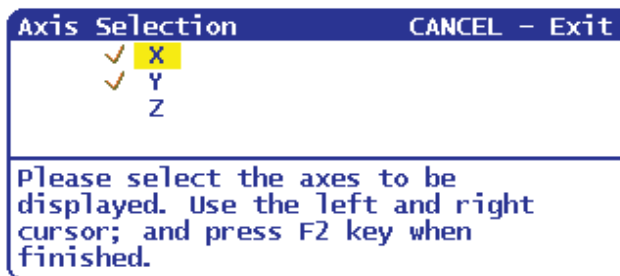 Axis Selection CANCEL – Exit
X
Y
Z
Please select the axes to be
displayed. Use the left and right
cursor; and press F2 key when
finished.